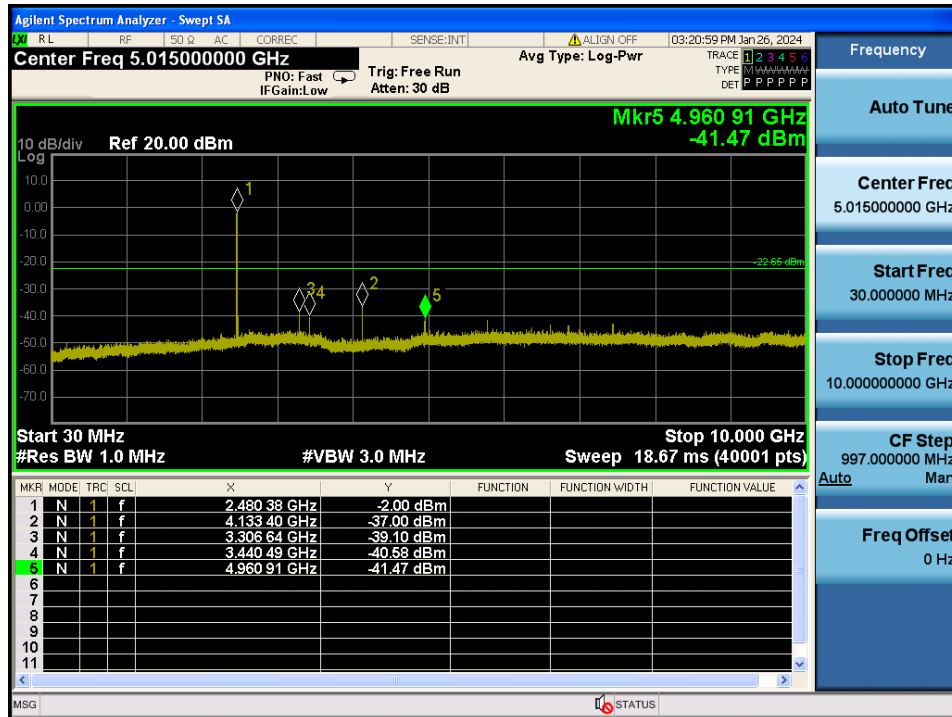 Agilent Spectrum Analyzer - Swept SA
LXI RL RF 50 Ω AC CORREC SENSE:INT ALIGN OFF 03:20:59 PM Jan 26, 2024
Center Freq 5.015000000 GHz
PNO: Fast
IFGain:Low
Trig: Free Run
Atten: 30 dB
Avg Type: Log-Pwr
TRACE 1 2 3 4 5 6
TYPE M W W W W W
DET P P P P P P
Mkr5 4.960 91 GHz
-41.47 dBm
10 dB/div Ref 20.00 dBm
Log
10.0
0.00
-10.0
-20.0
-30.0
-40.0
-50.0
-60.0
-70.0
1
-22.65 dBm
3 4 2 5
Start 30 MHz Stop 10.000 GHz
#Res BW 1.0 MHz #VBW 3.0 MHz Sweep 18.67 ms (40001 pts)
MKR MODE TRC SCL X Y FUNCTION FUNCTION WIDTH FUNCTION VALUE
1 N 1 f 2.480 38 GHz -2.00 dBm
2 N 1 f 4.133 40 GHz -37.00 dBm
3 N 1 f 3.306 64 GHz -39.10 dBm
4 N 1 f 3.440 49 GHz -40.58 dBm
5 N 1 f 4.960 91 GHz -41.47 dBm
6
7
8
9
10
11
MSG STATUS
Frequency
Auto Tune
Center Freq
5.015000000 GHz
Start Freq
30.000000 MHz
Stop Freq
10.000000000 GHz
CF Step
997.000000 MHz
Auto Man
Freq Offset
0 Hz